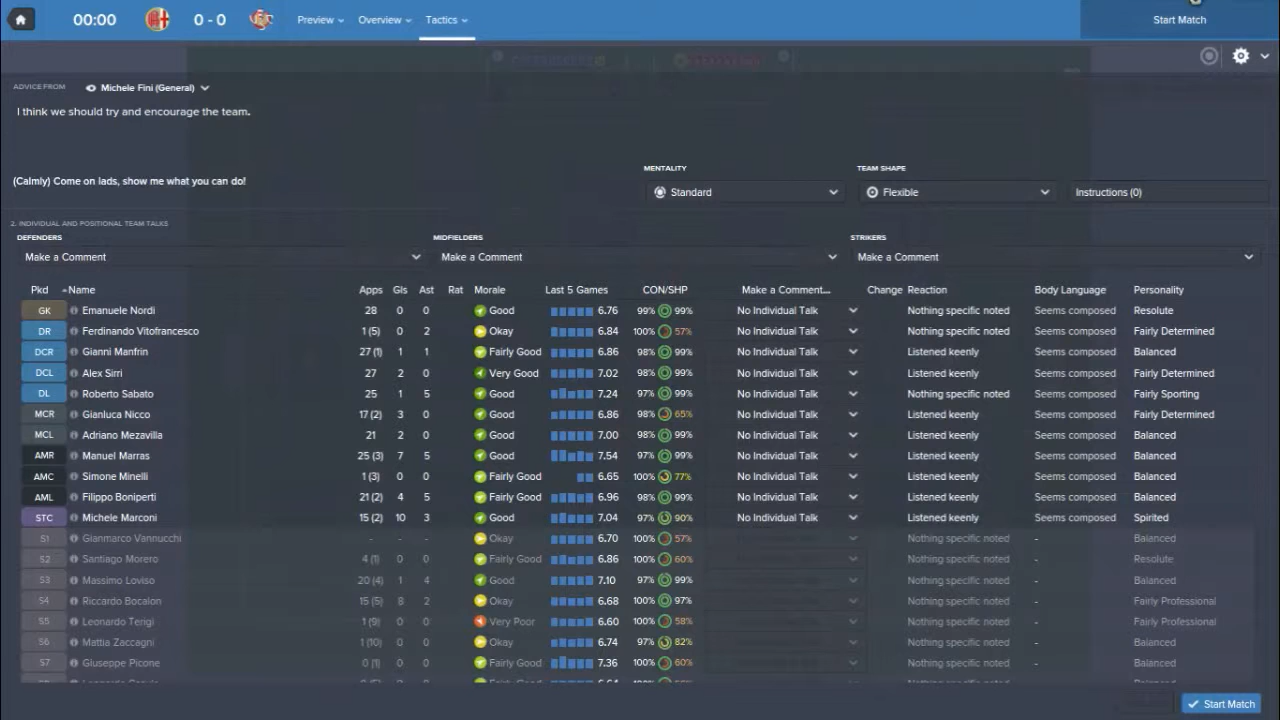 00:00 0 - 0 Preview Overview Tactics Start Match
ADVICE FROM Michele Fini (General)
I think we should try and encourage the team.
MENTALITY TEAM SHAPE
(Calmly) Come on lads, show me what you can do! Standard Flexible Instructions (0)
2. INDIVIDUAL AND POSITIONAL TEAM TALKS
DEFENDERS MIDFIELDERS STRIKERS
Make a Comment Make a Comment Make a Comment
Pkd Name Apps Gls Ast Rat Morale Last 5 Games CON/SHP Make a Comment... Change Reaction Body Language Personality
GK Emanuele Nordi 28 0 0 Good 6.76 99% 99% No Individual Talk Nothing specific noted Seems composed Resolute
DR Ferdinando Vitofrancesco 1 (5) 0 2 Okay 6.84 100% 57% No Individual Talk Nothing specific noted Seems composed Fairly Determined
DCR Gianni Manfrin 27 (1) 1 1 Fairly Good 6.86 98% 99% No Individual Talk Listened keenly Seems composed Balanced
DCL Alex Sirri 27 2 0 Very Good 7.02 98% 99% No Individual Talk Listened keenly Seems composed Fairly Determined
DL Roberto Sabato 25 1 5 Good 7.24 97% 99% No Individual Talk Nothing specific noted Seems composed Fairly Sporting
MCR Gianluca Nicco 17 (2) 3 0 Good 6.86 98% 65% No Individual Talk Listened keenly Seems composed Fairly Determined
MCL Adriano Mezavilla 21 2 0 Good 7.00 98% 99% No Individual Talk Listened keenly Seems composed Balanced
AMR Manuel Marras 25 (3) 7 5 Good 7.54 97% 99% No Individual Talk Listened keenly Seems composed Balanced
AMC Simone Minelli 1 (3) 0 0 Fairly Good 6.65 100% 77% No Individual Talk Listened keenly Seems composed Balanced
AML Filippo Boniperti 21 (2) 4 5 Fairly Good 6.96 98% 99% No Individual Talk Listened keenly Seems composed Balanced
STC Michele Marconi 15 (2) 10 3 Good 7.04 97% 90% No Individual Talk Listened keenly Seems composed Spirited
S1 Gianmarco Vannucchi - - - Okay 6.70 100% 57% Nothing specific noted - Balanced
S2 Santiago Morero 4 (1) 0 0 Fairly Good 6.86 100% 60% Nothing specific noted - Resolute
S3 Massimo Loviso 20 (4) 1 4 Good 7.10 97% 99% Nothing specific noted - Balanced
S4 Riccardo Bocalon 15 (5) 8 2 Okay 6.68 100% 97% Nothing specific noted - Fairly Professional
S5 Leonardo Terigi 1 (9) 0 0 Very Poor 6.60 100% 58% Nothing specific noted - Fairly Professional
S6 Mattia Zaccagni 1 (10) 0 0 Okay 6.74 97% 82% Nothing specific noted - Balanced
S7 Giuseppe Picone 0 (1) 0 0 Fairly Good 7.36 100% 60% Nothing specific noted - Balanced
Start Match